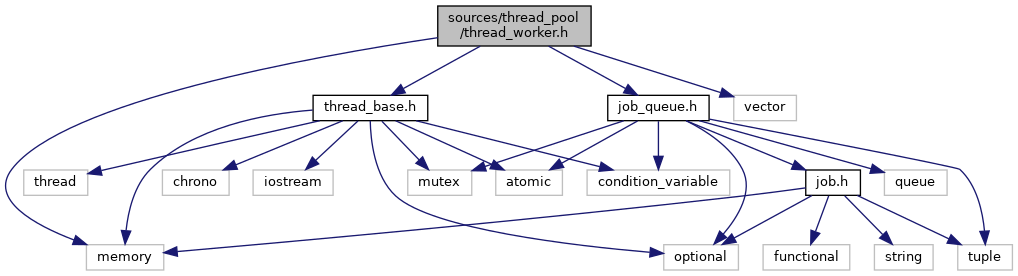 sources/thread_pool
/thread_worker.h
thread_base.h
job_queue.h
vector
thread
chrono
iostream
mutex
atomic
condition_variable
job.h
queue
memory
optional
functional
string
tuple